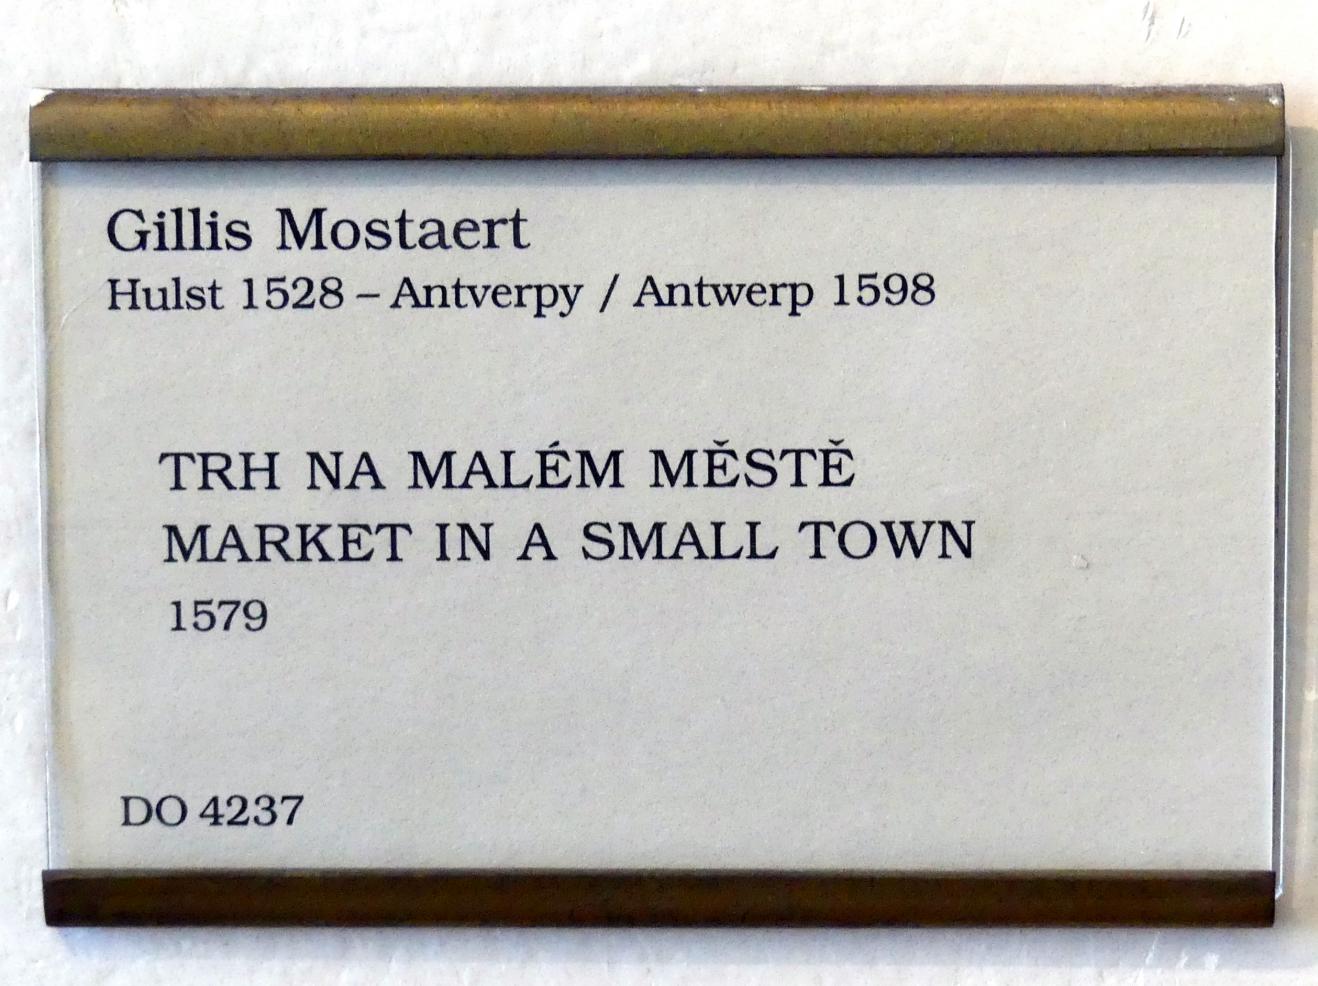 Gillis Mostaert
Hulst 1528 – Antverpy / Antwerp 1598
TRH NA MALÉM MĚSTĚ
MARKET IN A SMALL TOWN
1579
DO 4237